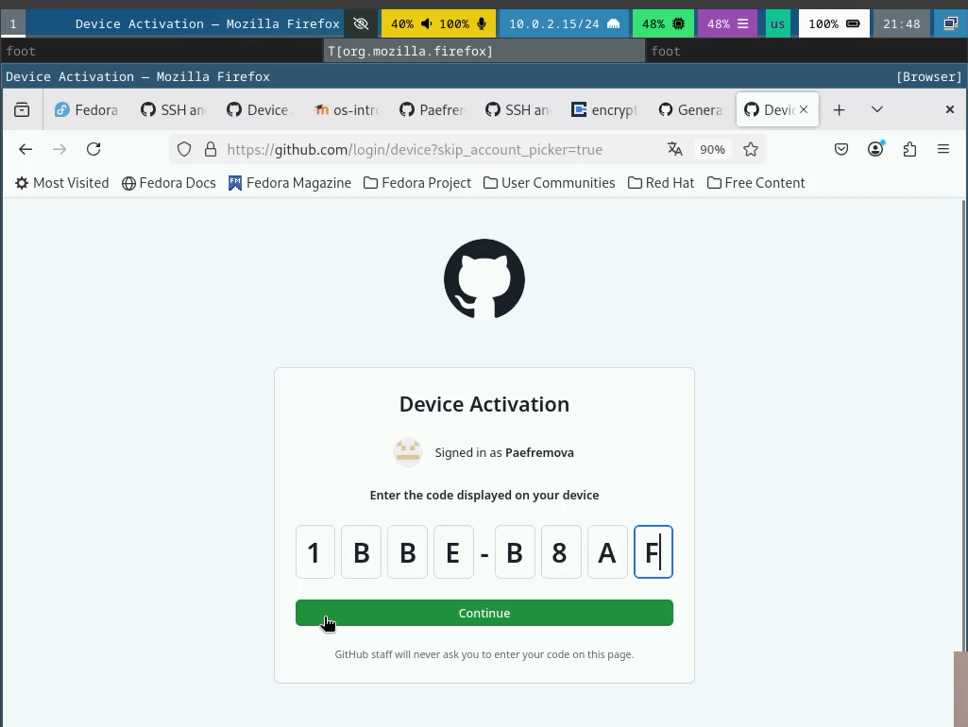 1 Device Activation — Mozilla Firefox 40% 100% 10.0.2.15/24 48% 48% us 100% 21:48
foot T[org.mozilla.firefox] foot
Device Activation — Mozilla Firefox [Browser]
Fedora SSH an Device os-intro Paefren SSH an encrypt Genera Devic
https://github.com/login/device?skip_account_picker=true 90%
Most Visited Fedora Docs Fedora Magazine Fedora Project User Communities Red Hat Free Content
Device Activation
Signed in as Paefremova
Enter the code displayed on your device
1 B B E - B 8 A F
Continue
GitHub staff will never ask you to enter your code on this page.